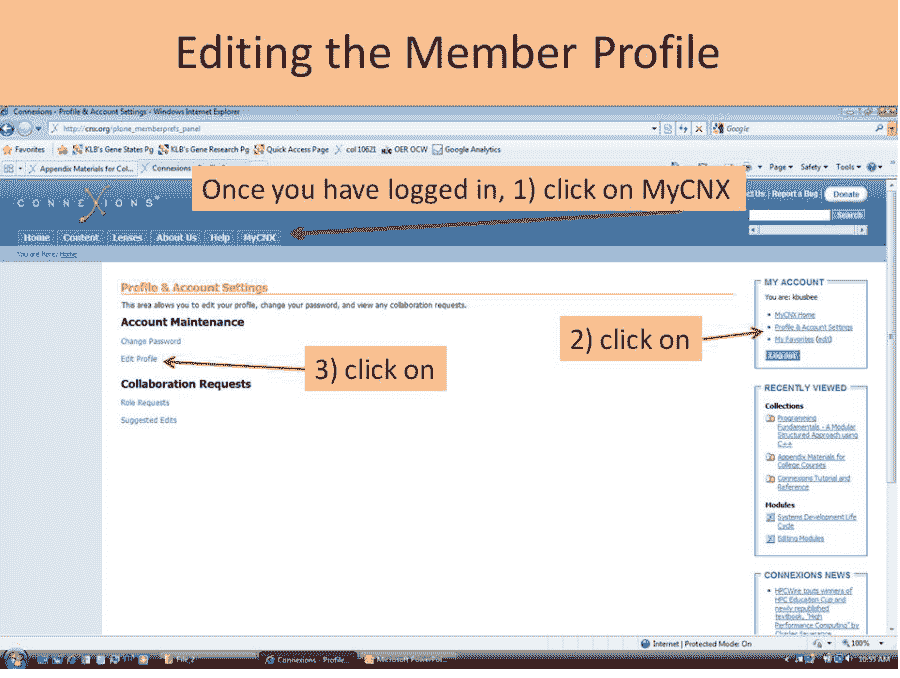 Editing the Member Profile
Connexions - Profile & Account Settings - Windows Internet Explorer
http://cnx.org/plone_memberprefs_panel
Google
Favorites
KLB's Gene States Pg
KLB's Gene Research Pg
Quick Access Page
col 10621
OER OCW
Google Analytics
Appendix Materials for Col...
Connexions
Page
Safety
Tools
Once you have logged in, 1) click on MyCNX
CONNEXIONS
Report a Bug
Donate
Search
Home
Content
Lenses
About Us
Help
MyCNX
You are here: Home
Profile & Account Settings
This area allows you to edit your profile, change your password, and view any collaboration requests.
Account Maintenance
Change Password
Edit Profile
Collaboration Requests
Role Requests
Suggested Edits
2) click on
3) click on
MY ACCOUNT
You are: kbusbee
MyCNX Home
Profile & Account Settings
My Favorites (edit)
Log out
RECENTLY VIEWED
Collections
Programming
Fundamentals - A Modular
Structured Approach using
C++
Appendix Materials for
College Courses
Connexions Tutorial and
Reference
Modules
Systems Development Life
Cycle
Editing Modules
CONNEXIONS NEWS
HPCWire touts winners of
HPC Education Cup and
newly republished
textbook, "High
Performance Computing" by
Charles Severance
Internet | Protected Mode: On
100%
Connexions - Profile...
Microsoft PowerPoi...
10:55 AM